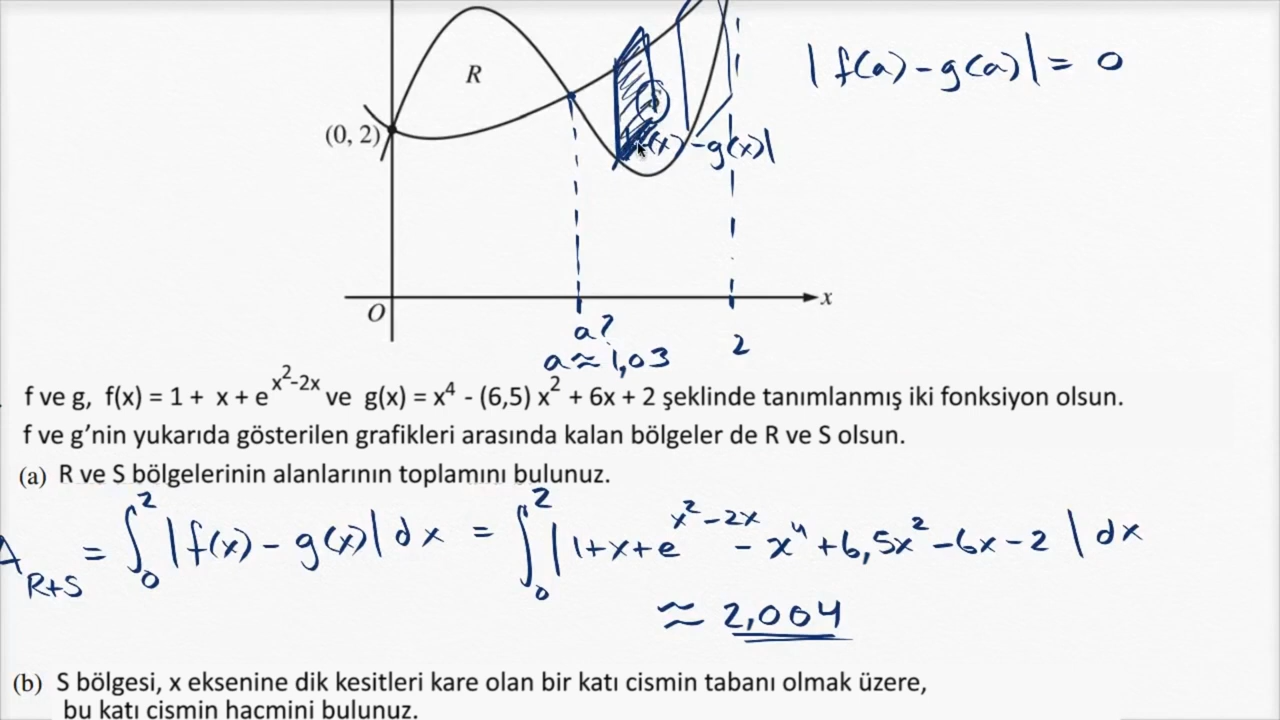 R
|f(a) - g(a)| = 0
(0, 2)
(x) - g(x)|
O
x
a?
a ≈ 1,03
2
f ve g, f(x) = 1 + x + e^x²-2x ve g(x) = x⁴ - (6,5) x² + 6x + 2 şeklinde tanımlanmış iki fonksiyon olsun.
f ve g'nin yukarıda gösterilen grafikleri arasında kalan bölgeler de R ve S olsun.
(a) R ve S bölgelerinin alanlarının toplamını bulunuz.
A R+S = ∫₀² |f(x) - g(x)| dx = ∫₀² |1+x+e^x²-2x - x⁴ + 6,5x² - 6x - 2| dx
≈ 2,004
(b) S bölgesi, x eksenine dik kesitleri kare olan bir katı cismin tabanı olmak üzere,
bu katı cismin hacmini bulunuz.